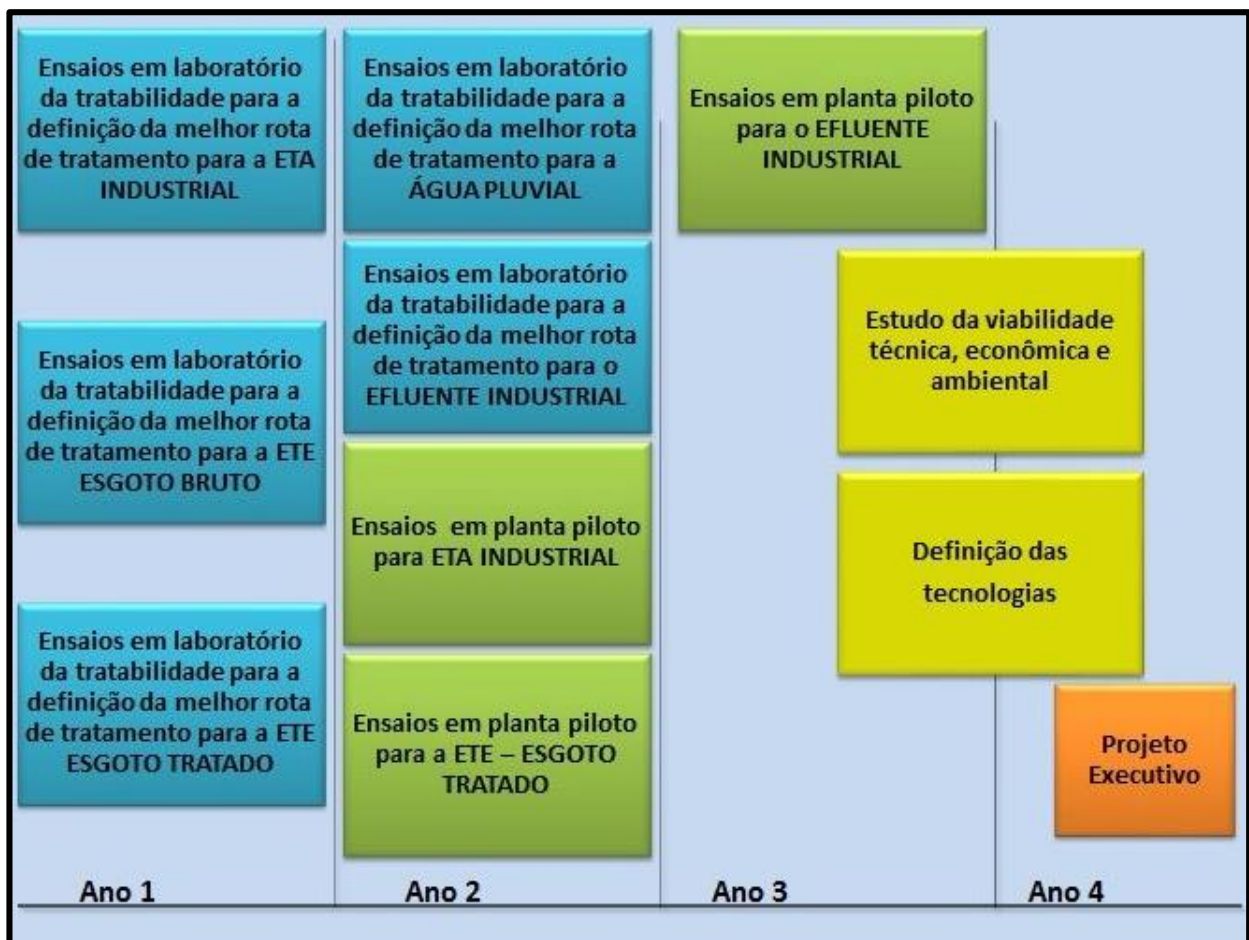 Ensaios em laboratório
da tratabilidade para a
definição da melhor rota
de tratamento para a ETA
INDUSTRIAL
Ensaios em laboratório
da tratabilidade para a
definição da melhor rota
de tratamento para a ETE
ESGOTO BRUTO
Ensaios em laboratório
da tratabilidade para a
definição da melhor rota
de tratamento para a ETE
ESGOTO TRATADO
Ensaios em laboratório
da tratabilidade para a
definição da melhor rota
de tratamento para a
ÁGUA PLUVIAL
Ensaios em laboratório
da tratabilidade para a
definição da melhor rota
de tratamento para o
EFLUENTE INDUSTRIAL
Ensaios em planta piloto
para ETA INDUSTRIAL
Ensaios em planta piloto
para a ETE – ESGOTO
TRATADO
Ensaios em planta piloto
para o EFLUENTE
INDUSTRIAL
Estudo da viabilidade
técnica, econômica e
ambiental
Definição das
tecnologias
Projeto
Executivo
Ano 1
Ano 2
Ano 3
Ano 4